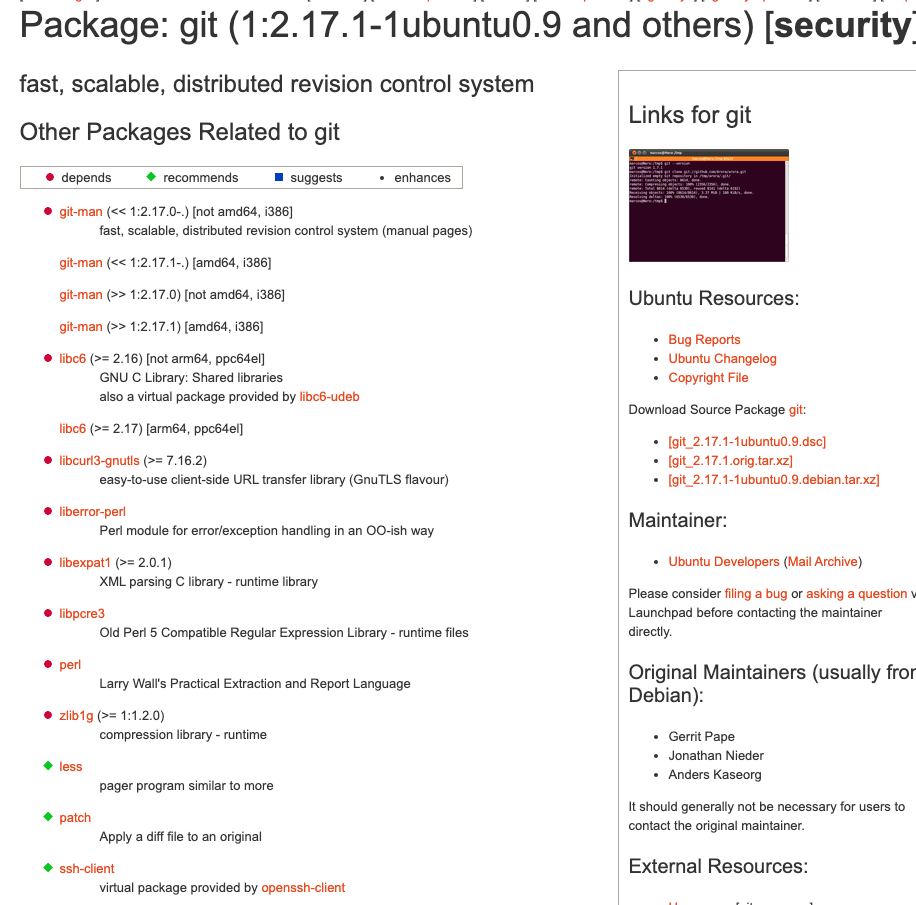 Package: git (1:2.17.1-1ubuntu0.9 and others) [security]
fast, scalable, distributed revision control system
Other Packages Related to git
depends recommends suggests enhances
git-man (<< 1:2.17.0-.) [not amd64, i386]
fast, scalable, distributed revision control system (manual pages)
git-man (<< 1:2.17.1-.) [amd64, i386]
git-man (>> 1:2.17.0) [not amd64, i386]
git-man (>> 1:2.17.1) [amd64, i386]
libc6 (>= 2.16) [not arm64, ppc64el]
GNU C Library: Shared libraries
also a virtual package provided by libc6-udeb
libc6 (>= 2.17) [arm64, ppc64el]
libcurl3-gnutls (>= 7.16.2)
easy-to-use client-side URL transfer library (GnuTLS flavour)
liberror-perl
Perl module for error/exception handling in an OO-ish way
libexpat1 (>= 2.0.1)
XML parsing C library - runtime library
libpcre3
Old Perl 5 Compatible Regular Expression Library - runtime files
perl
Larry Wall's Practical Extraction and Report Language
zlib1g (>= 1:1.2.0)
compression library - runtime
less
pager program similar to more
patch
Apply a diff file to an original
ssh-client
virtual package provided by openssh-client
Links for git
Ubuntu Resources:
Bug Reports
Ubuntu Changelog
Copyright File
Download Source Package git:
[git_2.17.1-1ubuntu0.9.dsc]
[git_2.17.1.orig.tar.xz]
[git_2.17.1-1ubuntu0.9.debian.tar.xz]
Maintainer:
Ubuntu Developers (Mail Archive)
Please consider filing a bug or asking a question
Launchpad before contacting the maintainer
directly.
Original Maintainers (usually from
Debian):
Gerrit Pape
Jonathan Nieder
Anders Kaseorg
It should generally not be necessary for users to
contact the original maintainer.
External Resources: